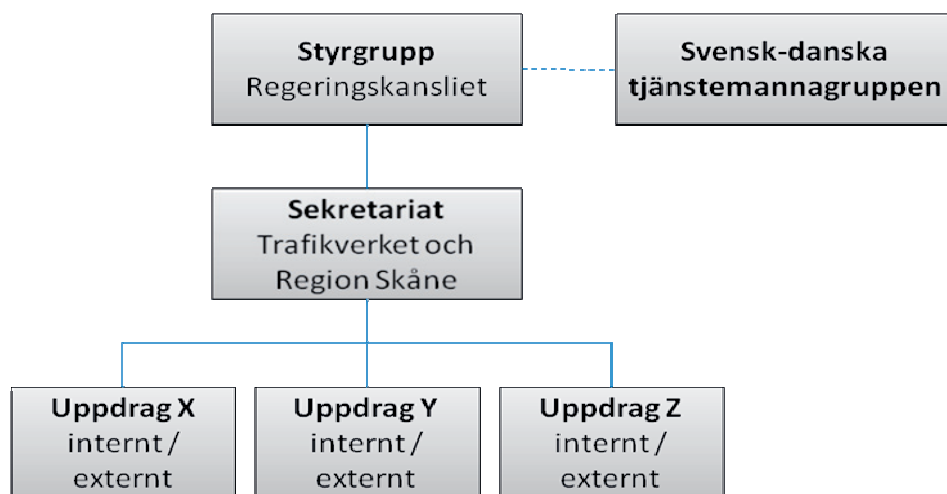 Styrgrupp
Regeringskansliet
Svensk-danska
tjänstemannagruppen
Sekretariat
Trafikverket och
Region Skåne
Uppdrag X
internt /
externt
Uppdrag Y
internt /
externt
Uppdrag Z
internt /
externt